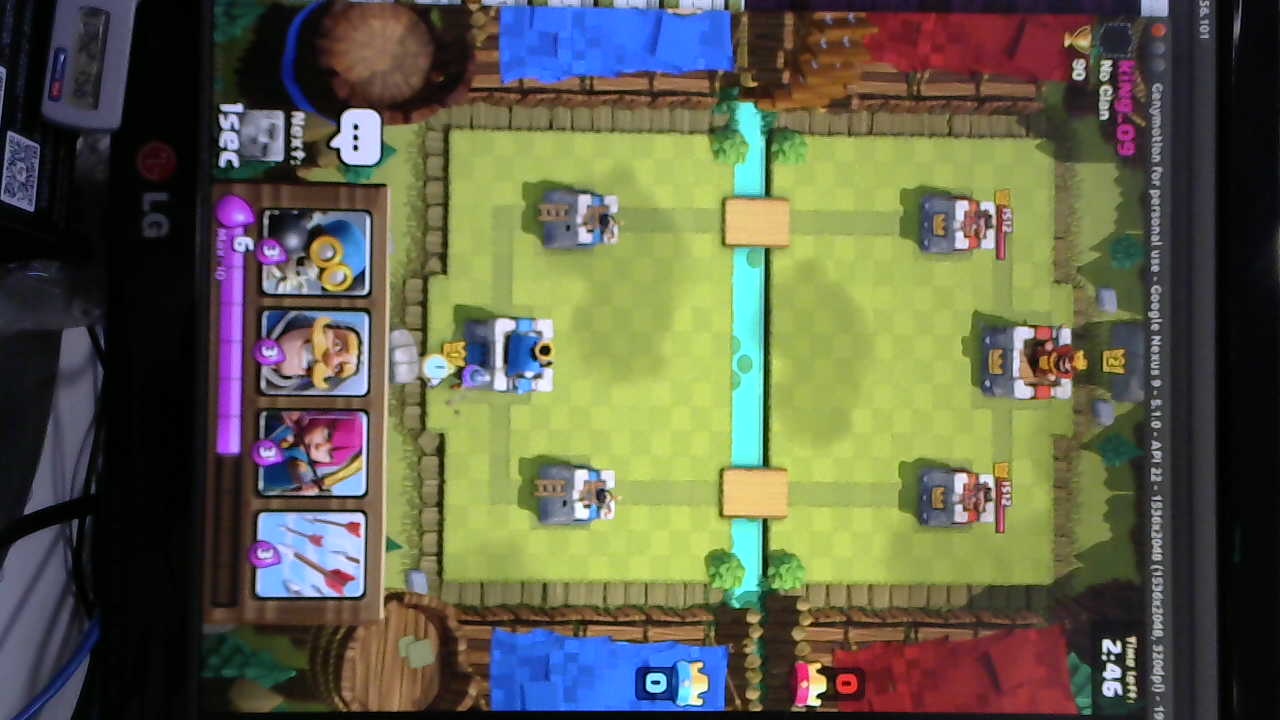 56.101
Genymotion for personal use - Google Nexus 9 - 5.1.0 - API 22 - 1536x2048 (1536x2048, 320dpi) - 19
king_09
No Clan
90
Time left:
2:46
1512
1512
0
0
Next:
1sec
3
3
3
3
6
Max: 10
LG